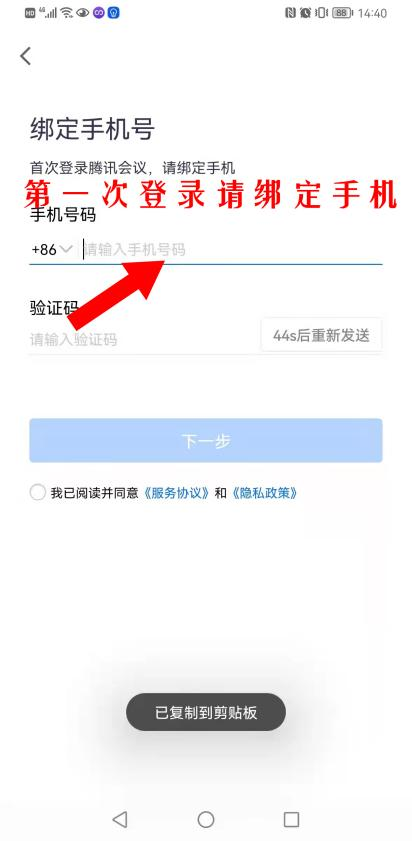 HD 4G 88 14:40
绑定手机号
首次登录腾讯会议，请绑定手机
第一次登录请绑定手机
手机号码
+86 请输入手机号码
验证码
请输入验证码 44s后重新发送
下一步
我已阅读并同意《服务协议》和《隐私政策》
已复制到剪贴板